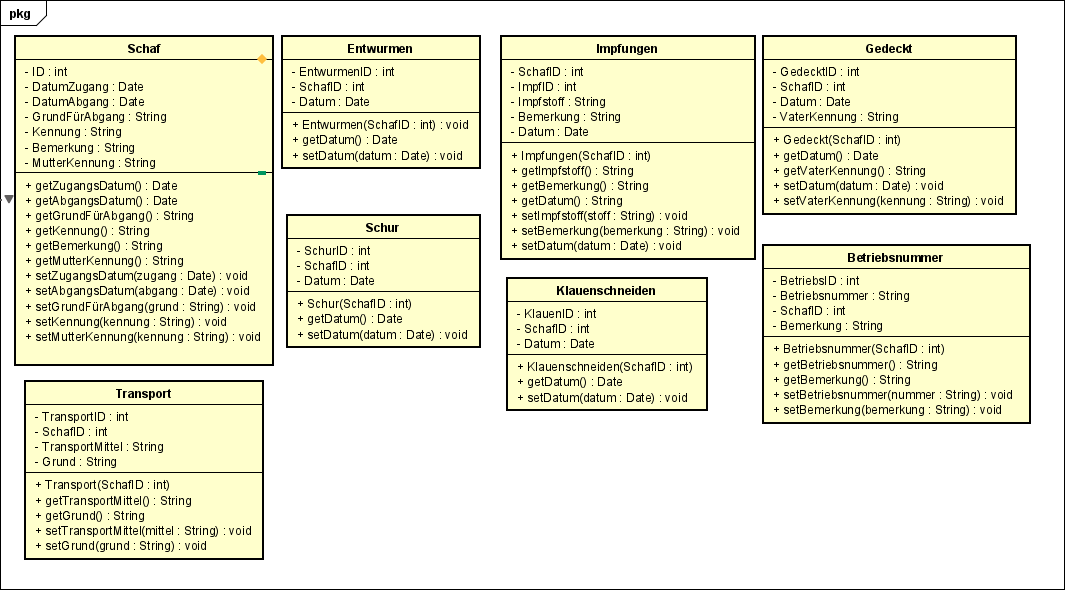 pkg
Schaf
- ID : int
- DatumZugang : Date
- DatumAbgang : Date
- GrundFürAbgang : String
- Kennung : String
- Bemerkung : String
- MutterKennung : String
+ getZugangsDatum() : Date
+ getAbgangsDatum() : Date
+ getGrundFürAbgang() : String
+ getKennung() : String
+ getBemerkung() : String
+ getMutterKennung() : String
+ setZugangsDatum(zugang : Date) : void
+ setAbgangsDatum(abgang : Date) : void
+ setGrundFürAbgang(grund : String) : void
+ setKennung(kennung : String) : void
+ setMutterKennung(kennung : String) : void
Entwurmen
- EntwurmenID : int
- SchafID : int
- Datum : Date
+ Entwurmen(SchafID : int) : void
+ getDatum() : Date
+ setDatum(datum : Date) : void
Impfungen
- SchafID : int
- ImpfID : int
- Impfstoff : String
- Bemerkung : String
- Datum : Date
+ Impfungen(SchafID : int)
+ getImpfstoff() : String
+ getBemerkung() : String
+ getDatum() : Date
+ setImpfstoff(stoff : String) : void
+ setBemerkung(bemerkung : String) : void
+ setDatum(datum : Date) : void
Gedeckt
- GedecktID : int
- SchafID : int
- Datum : Date
- VaterKennung : String
+ Gedeckt(SchafID : int)
+ getDatum() : Date
+ getVaterKennung() : String
+ setDatum(datum : Date) : void
+ setVaterKennung(kennung : String) : void
Schur
- SchurID : int
- SchafID : int
- Datum : Date
+ Schur(SchafID : int)
+ getDatum() : Date
+ setDatum(datum : Date) : void
Klauenschneiden
- KlauenID : int
- SchafID : int
- Datum : Date
+ Klauenschneiden(SchafID : int)
+ getDatum() : Date
+ setDatum(datum : Date) : void
Betriebsnummer
- BetriebsID : int
- Betriebsnummer : String
- SchafID : int
- Bemerkung : String
+ Betriebsnummer(SchafID : int)
+ getBetriebsnummer() : String
+ getBemerkung() : String
+ setBetriebsnummer(nummer : String) : void
+ setBemerkung(bemerkung : String) : void
Transport
- TransportID : int
- SchafID : int
- TransportMittel : String
- Grund : String
+ Transport(SchafID : int)
+ getTransportMittel() : String
+ getGrund() : String
+ setTransportMittel(mittel : String) : void
+ setGrund(grund : String) : void